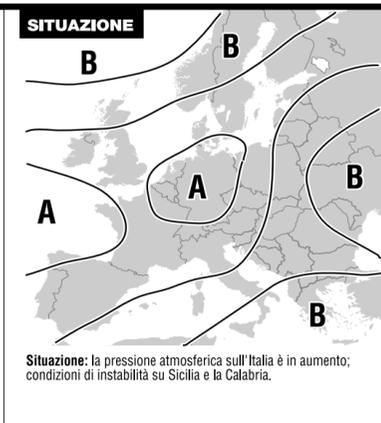 SITUAZIONE
B
B
A
A
B
B
Situazione: la pressione atmosferica sull'Italia è in aumento;
condizioni di instabilità su Sicilia e la Calabria.